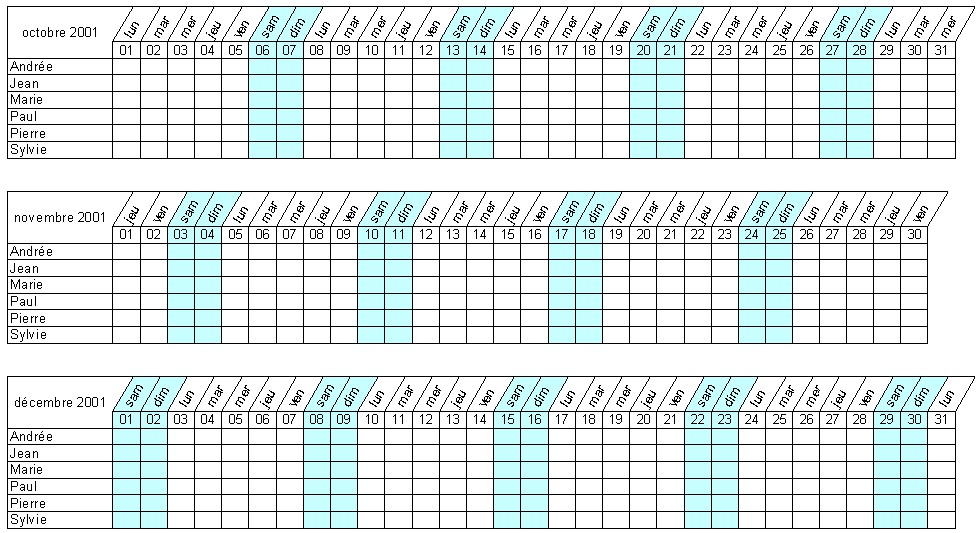 octobre 2001 lun mar mer jeu ven sam dim lun mar mer jeu ven sam dim lun mar mer jeu ven sam dim lun mar mer jeu ven sam dim lun mar mer
01 02 03 04 05 06 07 08 09 10 11 12 13 14 15 16 17 18 19 20 21 22 23 24 25 26 27 28 29 30 31
Andrée
Jean
Marie
Paul
Pierre
Sylvie
novembre 2001 jeu ven sam dim lun mar mer jeu ven sam dim lun mar mer jeu ven sam dim lun mar mer jeu ven sam dim lun mar mer jeu ven
01 02 03 04 05 06 07 08 09 10 11 12 13 14 15 16 17 18 19 20 21 22 23 24 25 26 27 28 29 30
Andrée
Jean
Marie
Paul
Pierre
Sylvie
décembre 2001 sam dim lun mar mer jeu ven sam dim lun mar mer jeu ven sam dim lun mar mer jeu ven sam dim lun mar mer jeu ven sam dim lun
01 02 03 04 05 06 07 08 09 10 11 12 13 14 15 16 17 18 19 20 21 22 23 24 25 26 27 28 29 30 31
Andrée
Jean
Marie
Paul
Pierre
Sylvie